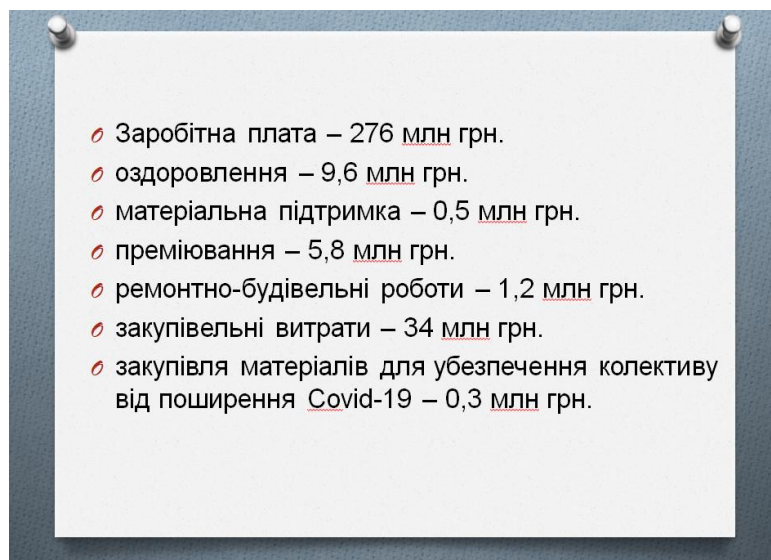 Заробітна плата – 276 млн грн.
оздоровлення – 9,6 млн грн.
матеріальна підтримка – 0,5 млн грн.
преміювання – 5,8 млн грн.
ремонтно-будівельні роботи – 1,2 млн грн.
закупівельні витрати – 34 млн грн.
закупівля матеріалів для убезпечення колективу
від поширення Covid-19 – 0,3 млн грн.